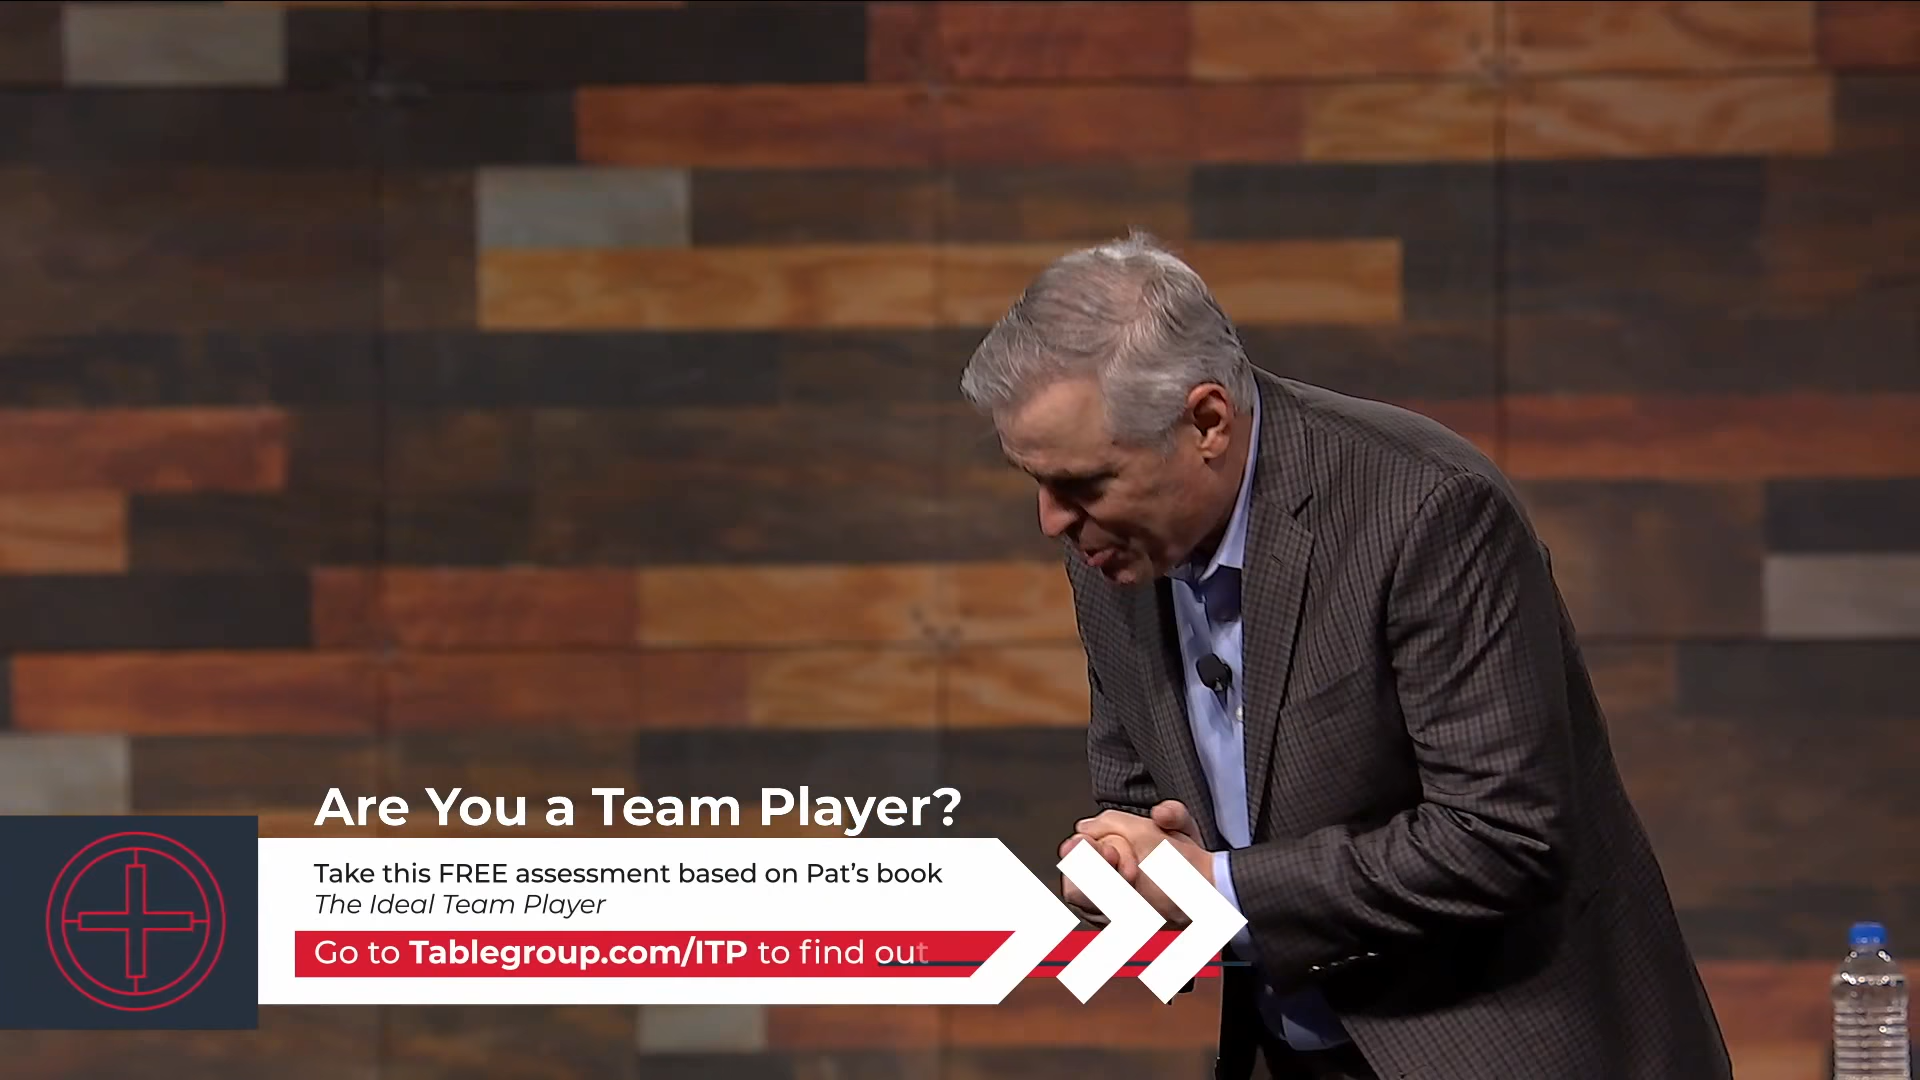 Are You a Team Player?
Take this FREE assessment based on Pat's book
The Ideal Team Player
Go to Tablegroup.com/ITP to find out